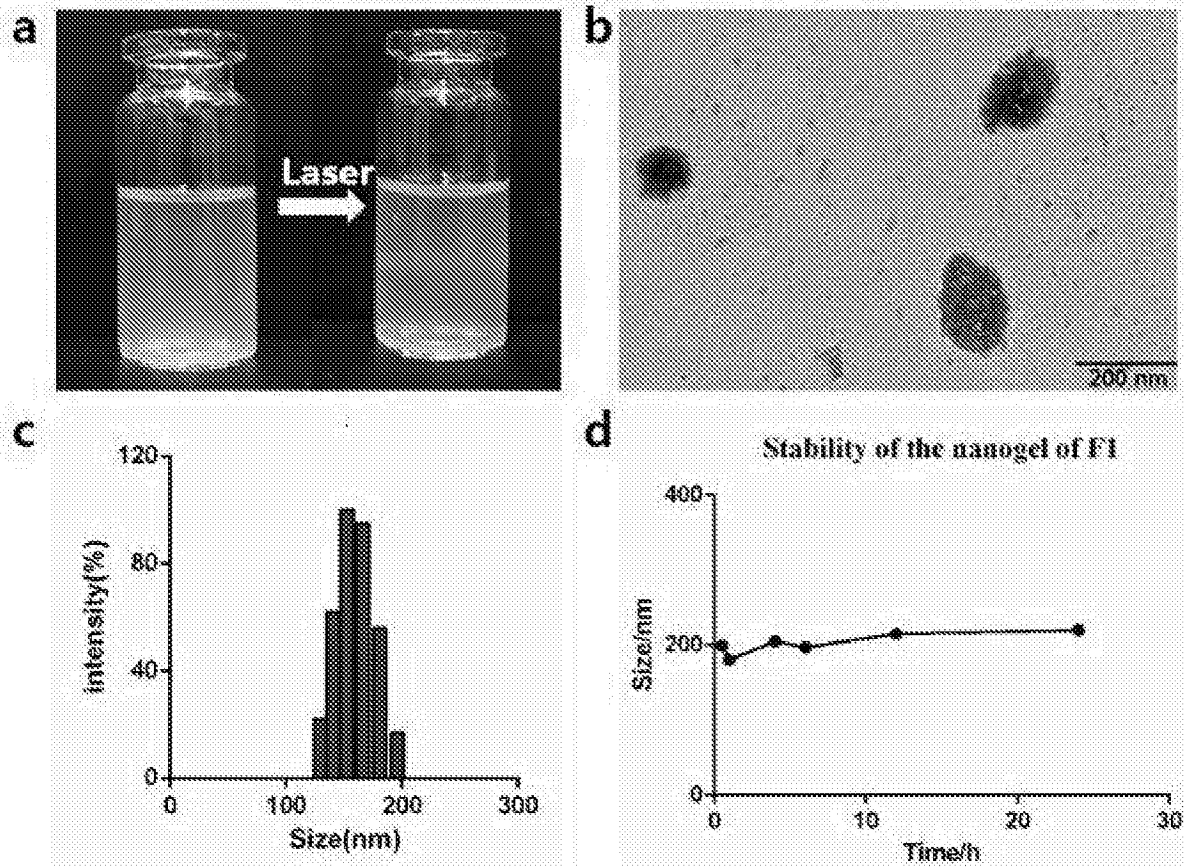 a
Laser
b
200 nm
c
120
80
40
0
intensity(%)
0
100
200
300
Size(nm)
d
Stability of the nanogel of F1
400
200
0
Size/nm
0
10
20
30
Time/h